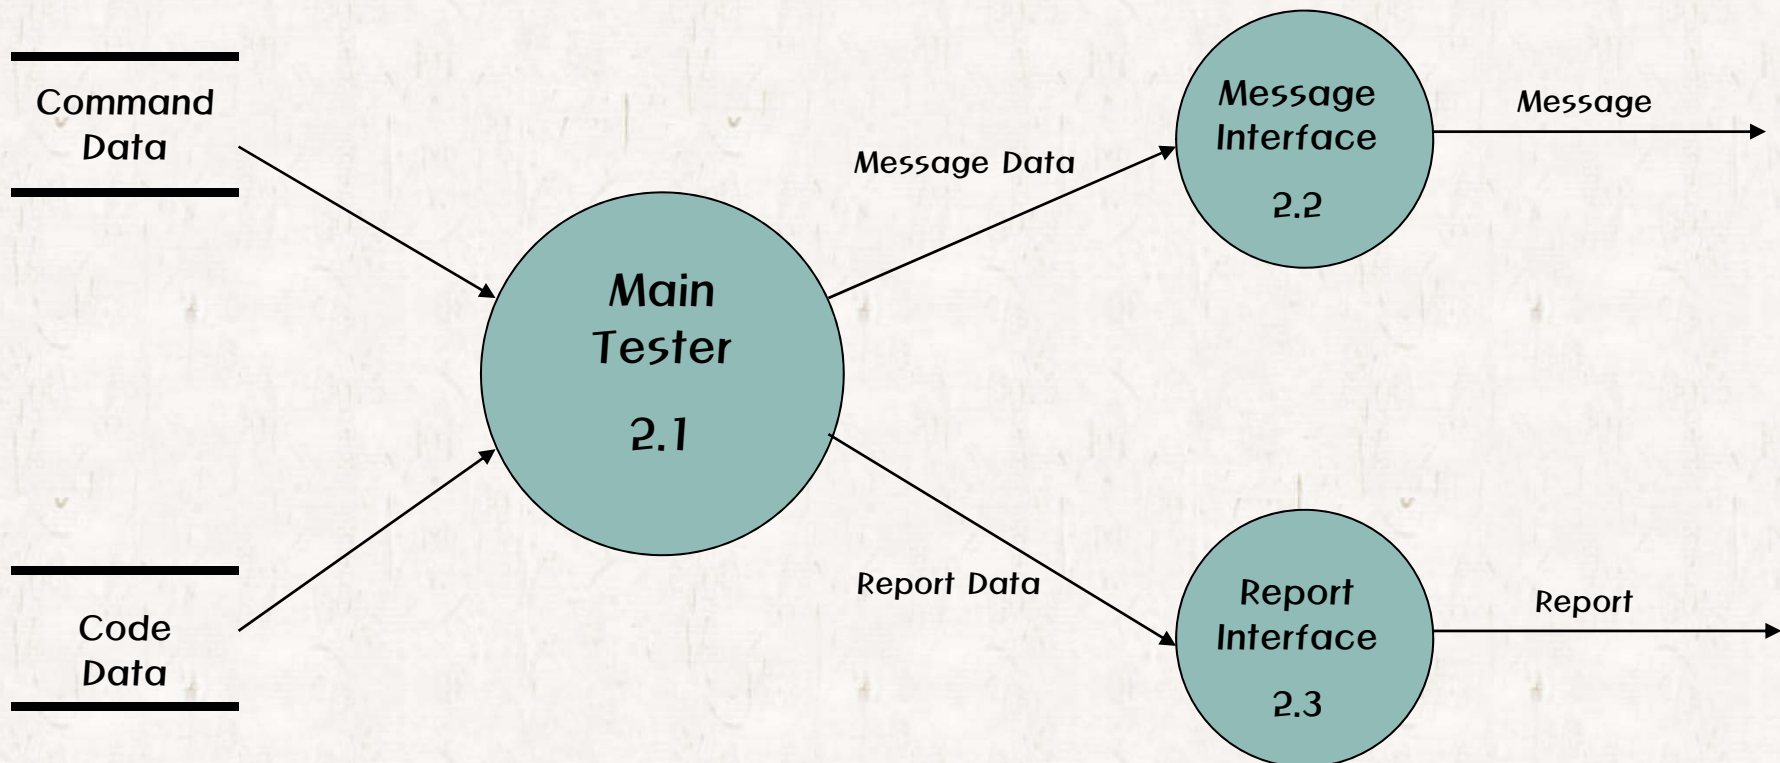 Command
Data
Message
Interface
2.2
Message
Message Data
Main
Tester
2.1
Report Data
Code
Data
Report
Interface
2.3
Report